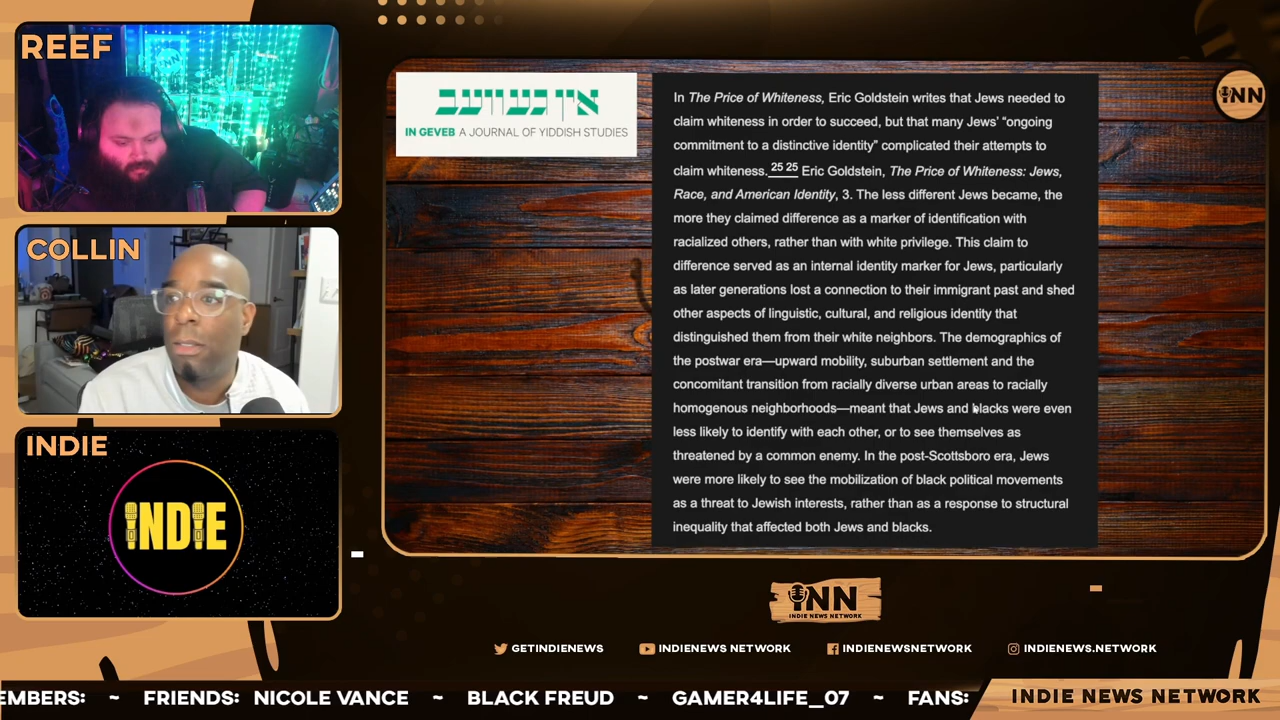 REEF
COLLIN
INDIE
INDIE
אין געוועב
IN GEVEB A JOURNAL OF YIDDISH STUDIES
In The Price of Whiteness, Eric Goldstein writes that Jews needed to
claim whiteness in order to succeed, but that many Jews' “ongoing
commitment to a distinctive identity” complicated their attempts to
claim whiteness. 25 25 Eric Goldstein, The Price of Whiteness: Jews,
Race, and American Identity, 3. The less different Jews became, the
more they claimed difference as a marker of identification with
racialized others, rather than with white privilege. This claim to
difference served as an internal identity marker for Jews, particularly
as later generations lost a connection to their immigrant past and shed
other aspects of linguistic, cultural, and religious identity that
distinguished them from their white neighbors. The demographics of
the postwar era—upward mobility, suburban settlement and the
concomitant transition from racially diverse urban areas to racially
homogenous neighborhoods—meant that Jews and blacks were even
less likely to identify with each other, or to see themselves as
threatened by a common enemy. In the post-Scottsboro era, Jews
were more likely to see the mobilization of black political movements
as a threat to Jewish interests, rather than as a response to structural
inequality that affected both Jews and blacks.
INN
INN
INDIE NEWS NETWORK
GETINDIENEWS
INDIENEWS NETWORK
INDIENEWSNETWORK
INDIENEWS.NETWORK
EMBERS: ~ FRIENDS: NICOLE VANCE ~ BLACK FREUD ~ GAMER4LIFE_07 ~ FANS:
INDIE NEWS NETWORK